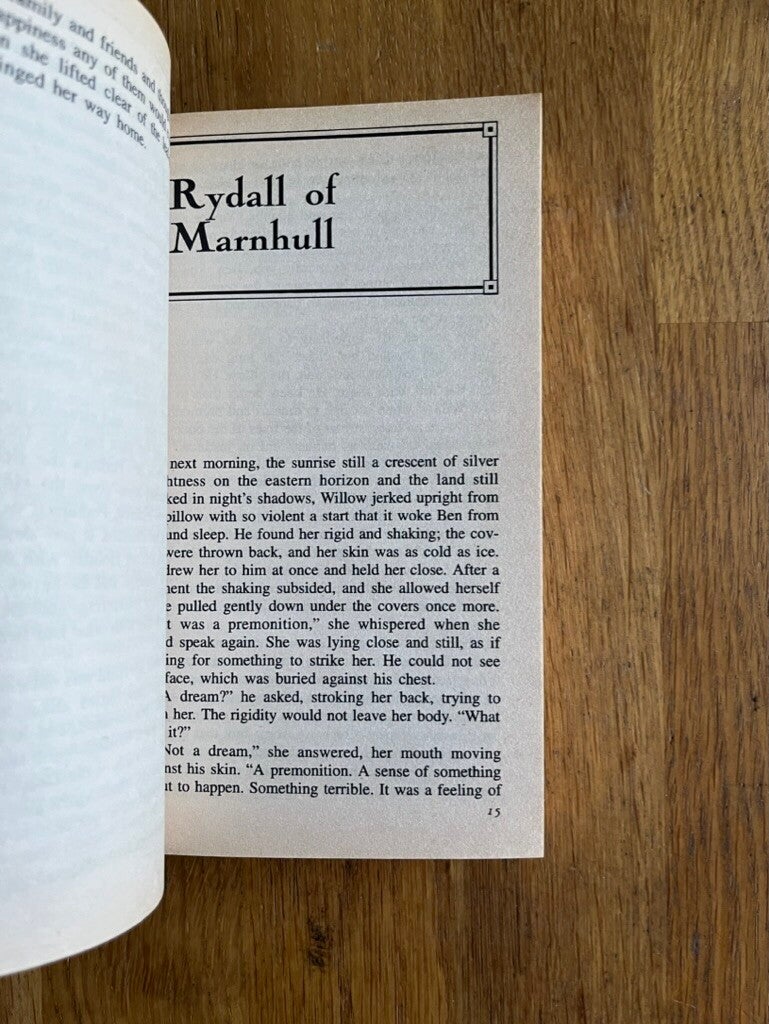 family and friends and
appiness any of them would
n she lifted clear of the
inged her way home.
Rydall of
Marnhull
next morning, the sunrise still a crescent of silver
htness on the eastern horizon and the land still
ked in night's shadows, Willow jerked upright from
pillow with so violent a start that it woke Ben from
und sleep. He found her rigid and shaking; the cov-
were thrown back, and her skin was as cold as ice.
drew her to him at once and held her close. After a
ment the shaking subsided, and she allowed herself
e pulled gently down under the covers once more.
t was a premonition," she whispered when she
d speak again. She was lying close and still, as if
ing for something to strike her. He could not see
face, which was buried against his chest.
A dream?" he asked, stroking her back, trying to
her. The rigidity would not leave her body. "What
it?"
Not a dream," she answered, her mouth moving
nst his skin. "A premonition. A sense of something
ut to happen. Something terrible. It was a feeling of
15